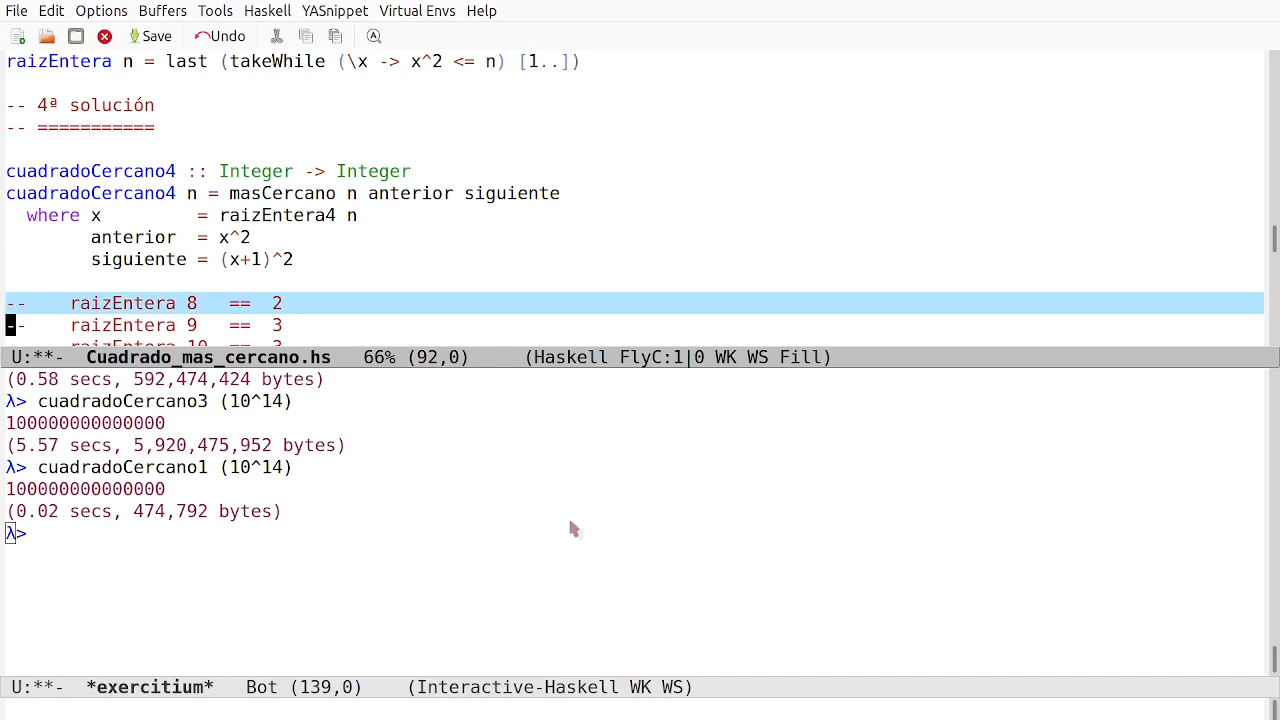 File Edit Options Buffers Tools Haskell YASnippet Virtual Envs Help
Save Undo
raizEntera n = last (takeWhile (\x -> x^2 <= n) [1..])
-- 4ª solución
-- ===========
cuadradoCercano4 :: Integer -> Integer
cuadradoCercano4 n = masCercano n anterior siguiente
  where x         = raizEntera4 n
        anterior  = x^2
        siguiente = (x+1)^2
--    raizEntera 8   ==  2
--    raizEntera 9   ==  3
--    raizEntera 10  ==  3
U:**-  Cuadrado_mas_cercano.hs   66% (92,0)     (Haskell FlyC:1|0 WK WS Fill)
(0.58 secs, 592,474,424 bytes)
λ> cuadradoCercano3 (10^14)
100000000000000
(5.57 secs, 5,920,475,952 bytes)
λ> cuadradoCercano1 (10^14)
100000000000000
(0.02 secs, 474,792 bytes)
λ>
U:**-  *exercitium*   Bot (139,0)    (Interactive-Haskell WK WS)